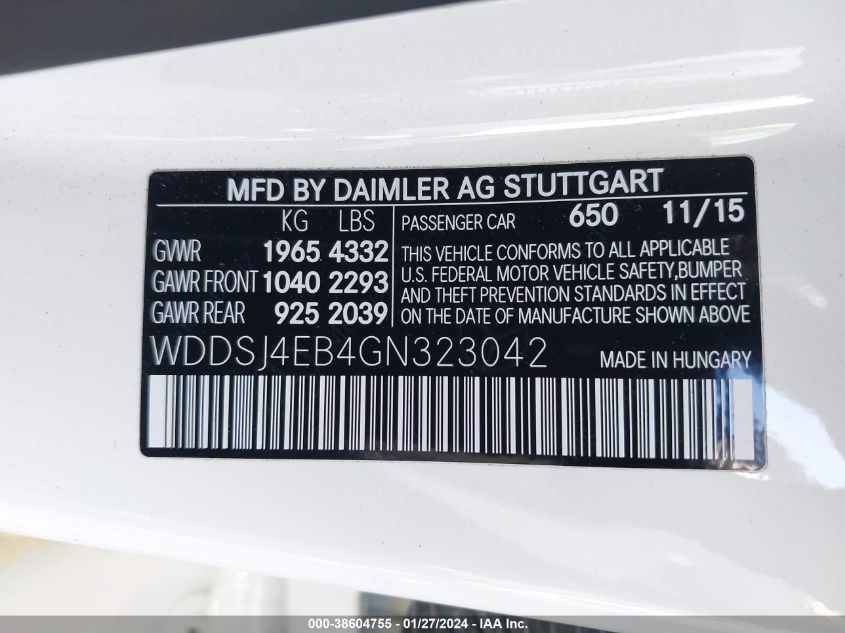 MFD BY DAIMLER AG STUTTGART
KG LBS
GVWR 1965 4332
GAWR FRONT 1040 2293
GAWR REAR 925 2039
PASSENGER CAR 650 11/15
THIS VEHICLE CONFORMS TO ALL APPLICABLE
U.S. FEDERAL MOTOR VEHICLE SAFETY,BUMPER
AND THEFT PREVENTION STANDARDS IN EFFECT
ON THE DATE OF MANUFACTURE SHOWN ABOVE
WDDSJ4EB4GN323042 MADE IN HUNGARY
000-38604755 - 01/27/2024 - IAA Inc.